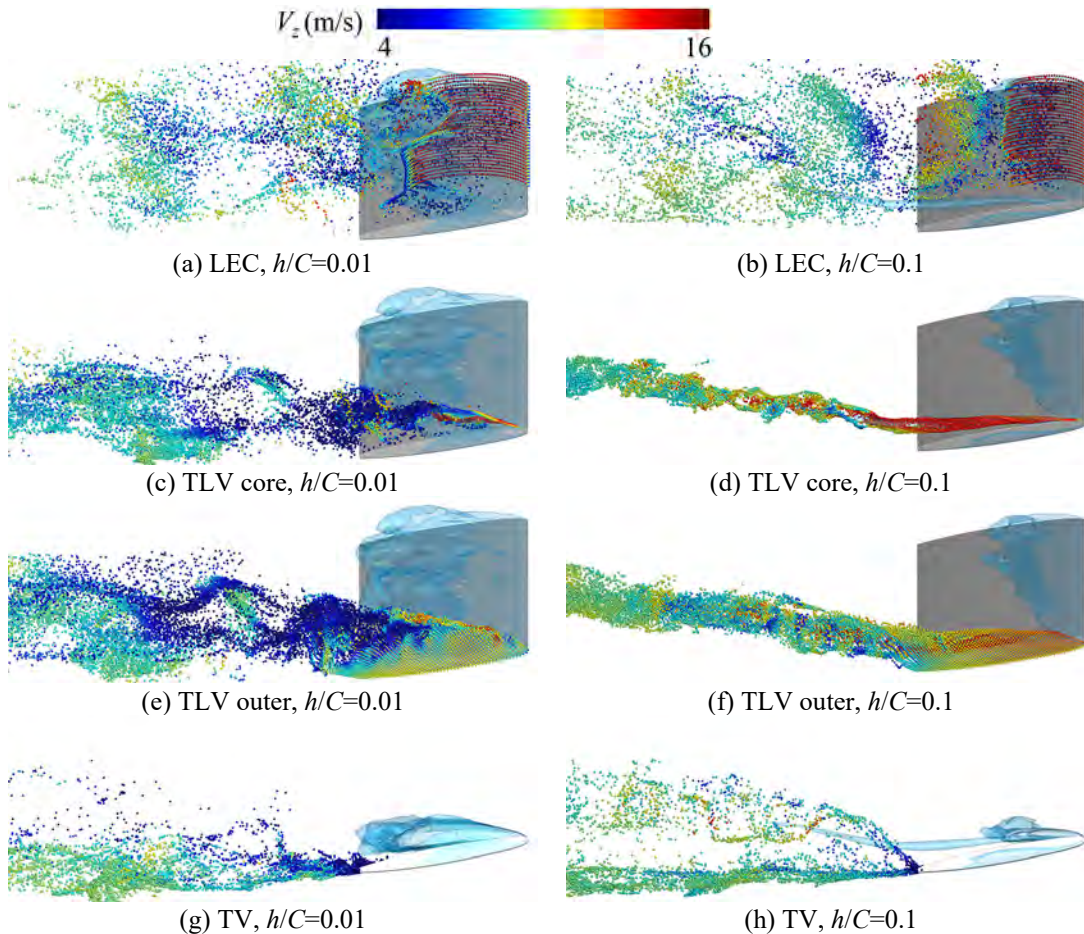 V_z (m/s)
4 16
(a) LEC, h/C=0.01 (b) LEC, h/C=0.1
(c) TLV core, h/C=0.01 (d) TLV core, h/C=0.1
(e) TLV outer, h/C=0.01 (f) TLV outer, h/C=0.1
(g) TV, h/C=0.01 (h) TV, h/C=0.1